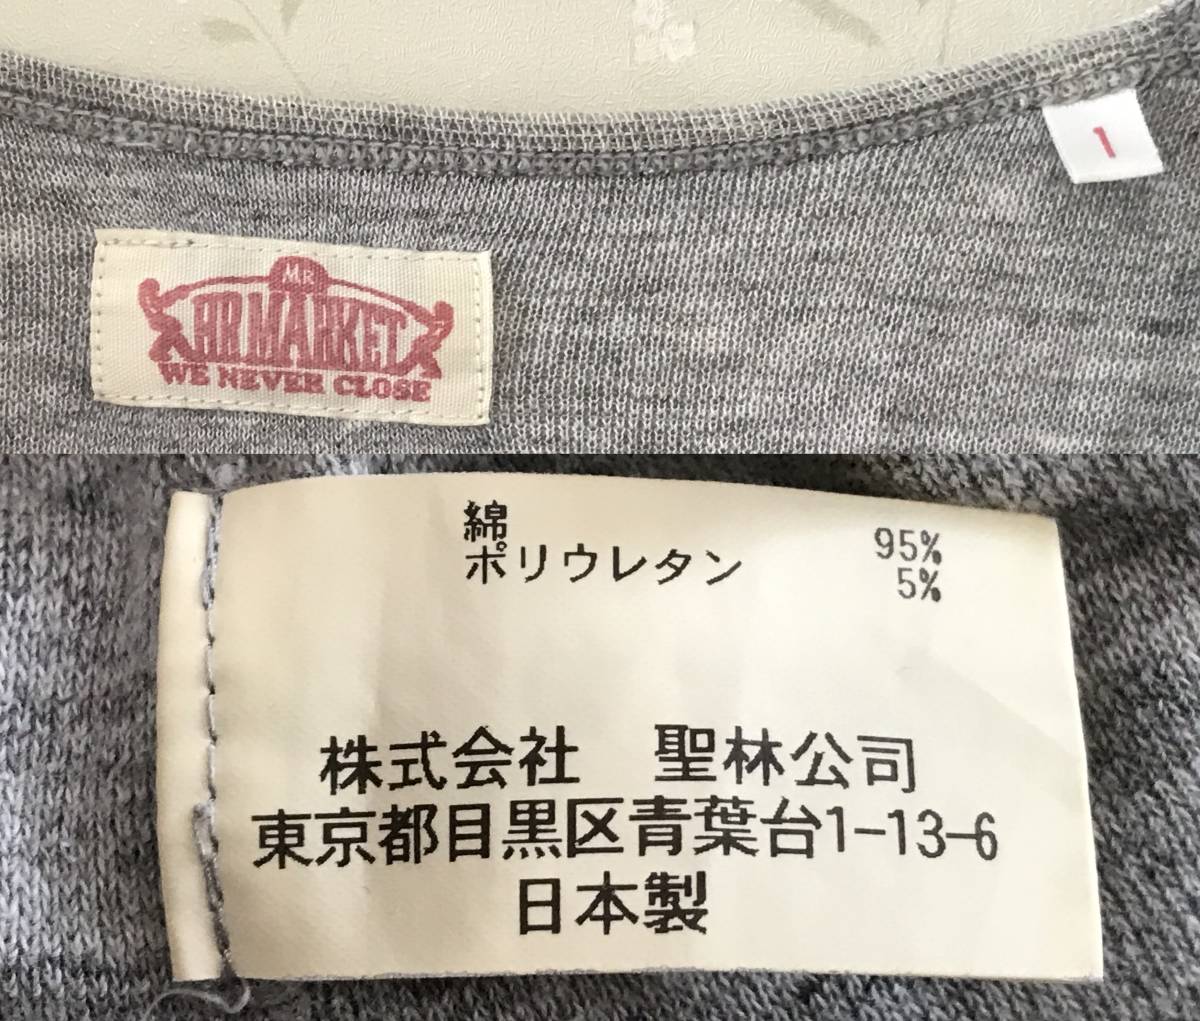 1
MR
HR MARKET
WE NEVER CLOSE
綿 95%
ポリウレタン 5%
株式会社 聖林公司
東京都目黒区青葉台1-13-6
日本製